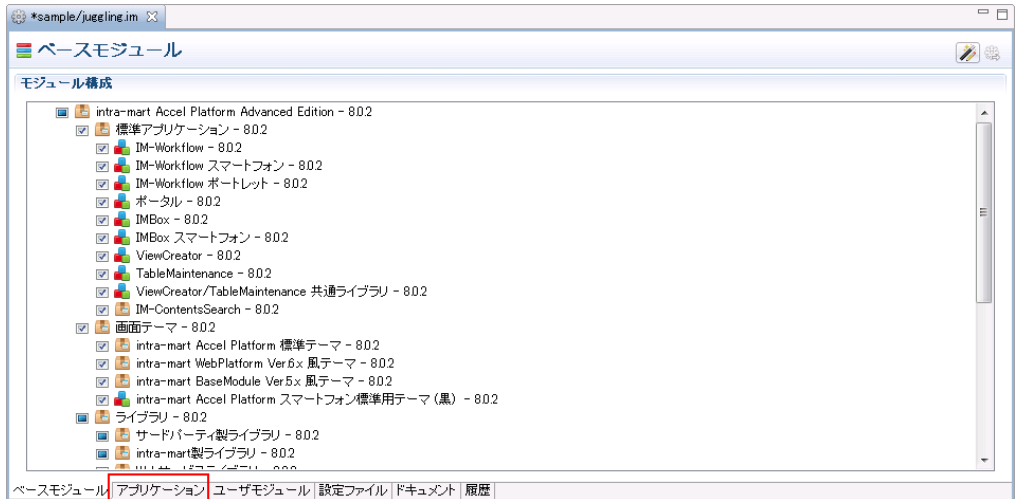 *sample/juggling.im
ベースモジュール
モジュール構成
intra-mart Accel Platform Advanced Edition - 8.0.2
標準アプリケーション - 8.0.2
IM-Workflow - 8.0.2
IM-Workflow スマートフォン - 8.0.2
IM-Workflow ポートレット - 8.0.2
ポータル - 8.0.2
IMBox - 8.0.2
IMBox スマートフォン - 8.0.2
ViewCreator - 8.0.2
TableMaintenance - 8.0.2
ViewCreator/TableMaintenance 共通ライブラリ - 8.0.2
IM-ContentsSearch - 8.0.2
画面テーマ - 8.0.2
intra-mart Accel Platform 標準テーマ - 8.0.2
intra-mart WebPlatform Ver.6.x 風テーマ - 8.0.2
intra-mart BaseModule Ver.5.x 風テーマ - 8.0.2
intra-mart Accel Platform スマートフォン標準用テーマ (黒) - 8.0.2
ライブラリ - 8.0.2
サードパーティ製ライブラリ - 8.0.2
intra-mart製ライブラリ - 8.0.2
ベースモジュール アプリケーション ユーザモジュール 設定ファイル ドキュメント 履歴